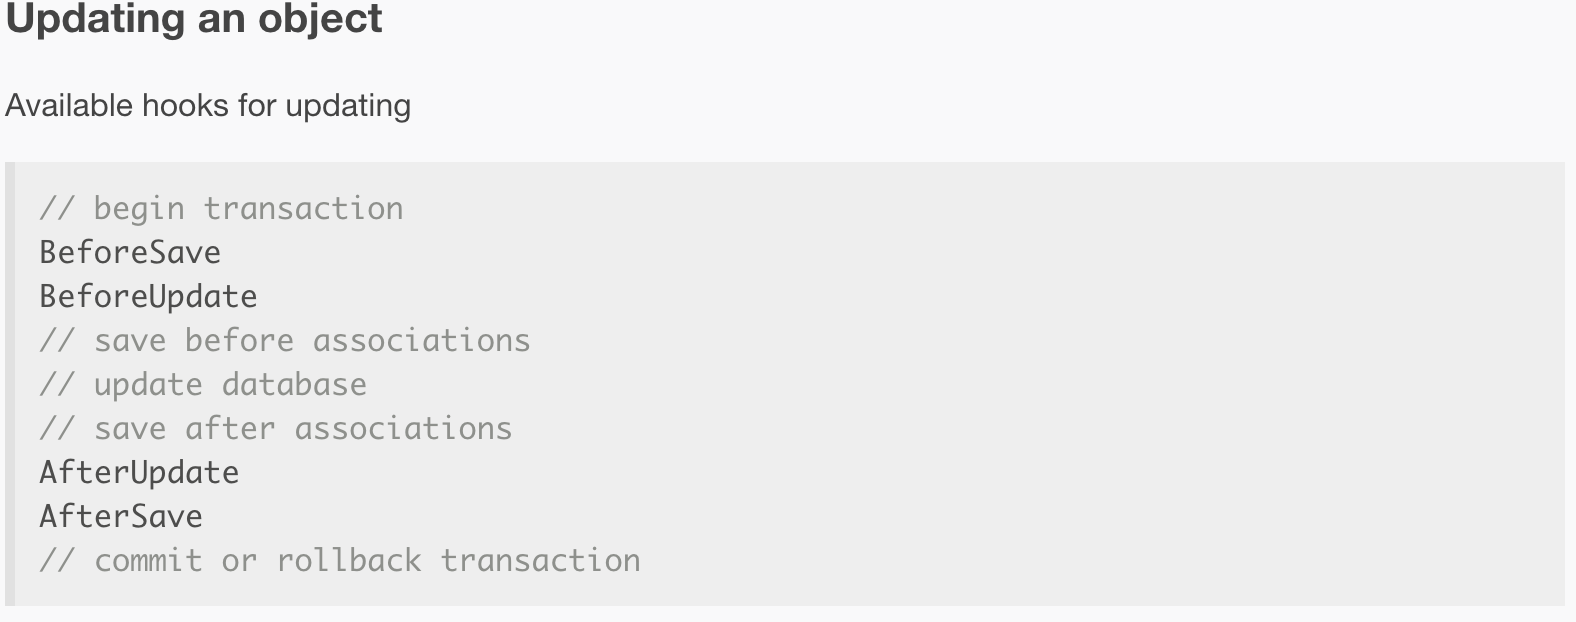 Updating an object
Available hooks for updating
// begin transaction
BeforeSave
BeforeUpdate
// save before associations
// update database
// save after associations
AfterUpdate
AfterSave
// commit or rollback transaction